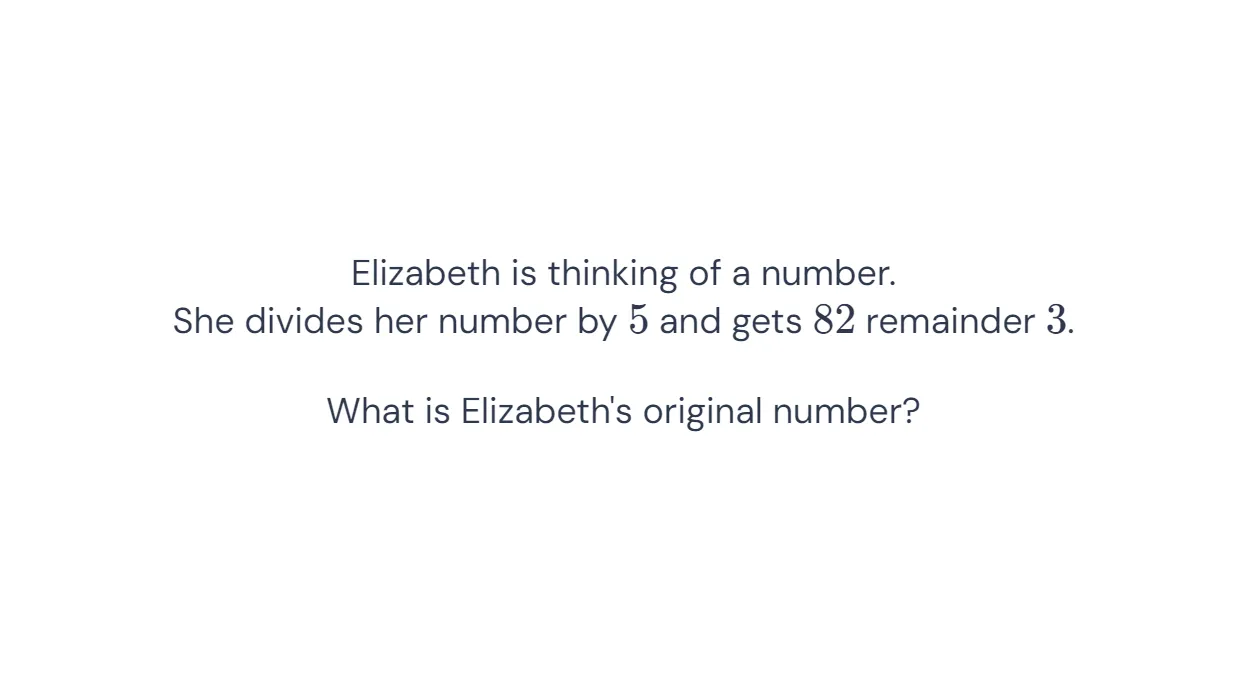 Elizabeth is thinking of a number.
She divides her number by 5 and gets 82 remainder 3.
What is Elizabeth's original number?